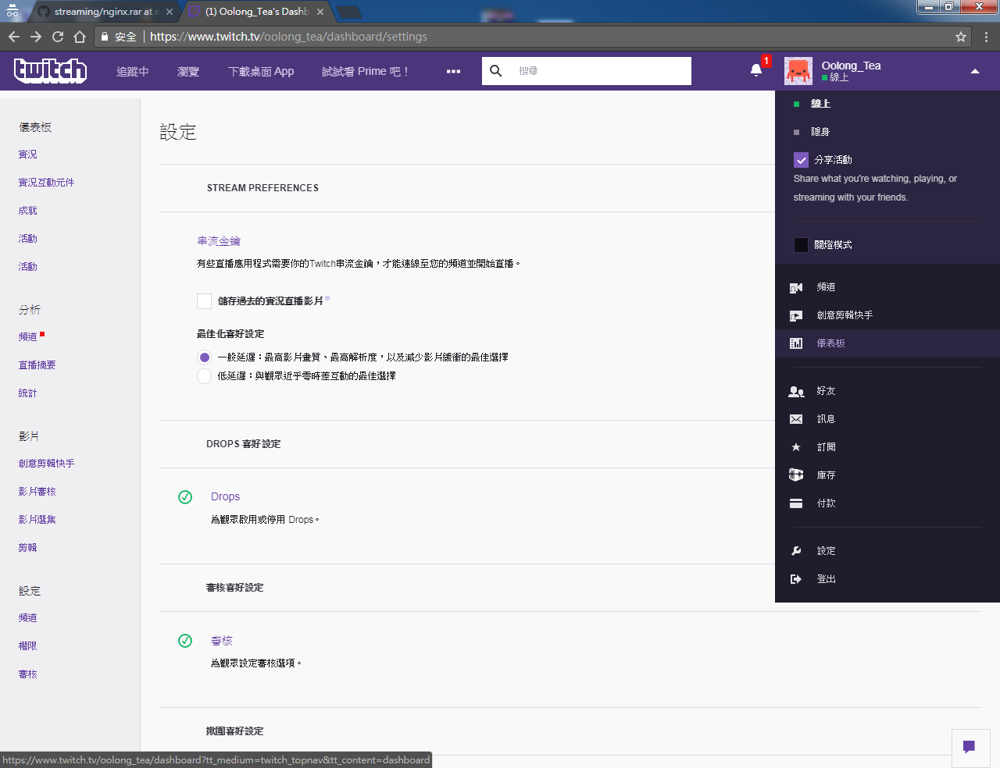 streaming/nginx.rar at n
(1) Oolong_Tea's Dashb
安全
https://www.twitch.tv/oolong_tea/dashboard/settings
twitch
追蹤中
瀏覽
下載桌面 App
試試看 Prime 吧！
搜尋
1
Oolong_Tea
線上
線上
隱身
分享活動
Share what you're watching, playing, or
streaming with your friends.
關燈模式
頻道
創意剪輯快手
儀表板
好友
訊息
訂閱
庫存
付款
設定
登出
儀表板
實況
實況互動元件
成就
活動
活動
分析
頻道
直播摘要
統計
影片
創意剪輯快手
影片審核
影片選集
剪輯
設定
頻道
權限
審核
設定
STREAM PREFERENCES
串流金鑰
有些直播應用程式需要你的Twitch串流金鑰，才能連線至您的頻道並開始直播。
儲存過去的實況直播影片
最佳化喜好設定
一般延遲：最高影片畫質、最高解析度，以及減少影片緩衝的最佳選擇
低延遲：與觀眾近乎零時差互動的最佳選擇
DROPS 喜好設定
Drops
為觀眾啟用或停用 Drops。
審核喜好設定
審核
為觀眾設定審核選項。
揪團喜好設定
https://www.twitch.tv/oolong_tea/dashboard?tt_medium=twitch_topnav&tt_content=dashboard